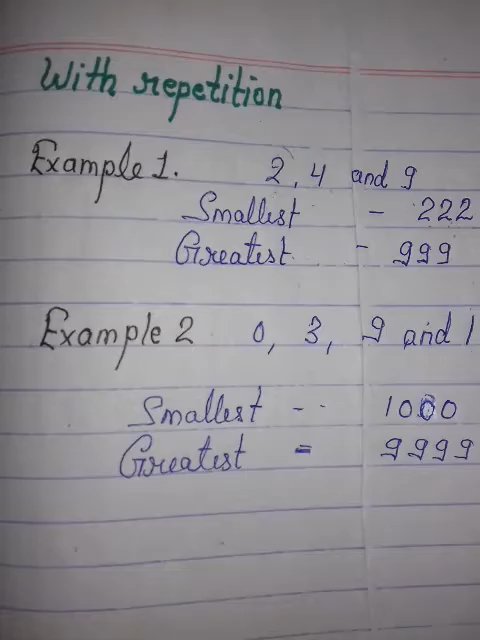 With repetition
Example 1. 2, 4 and 9
Smallest - 222
Greatest - 999
Example 2 0, 3, 9 and 1
Smallest - - 1000
Greatest = 9999